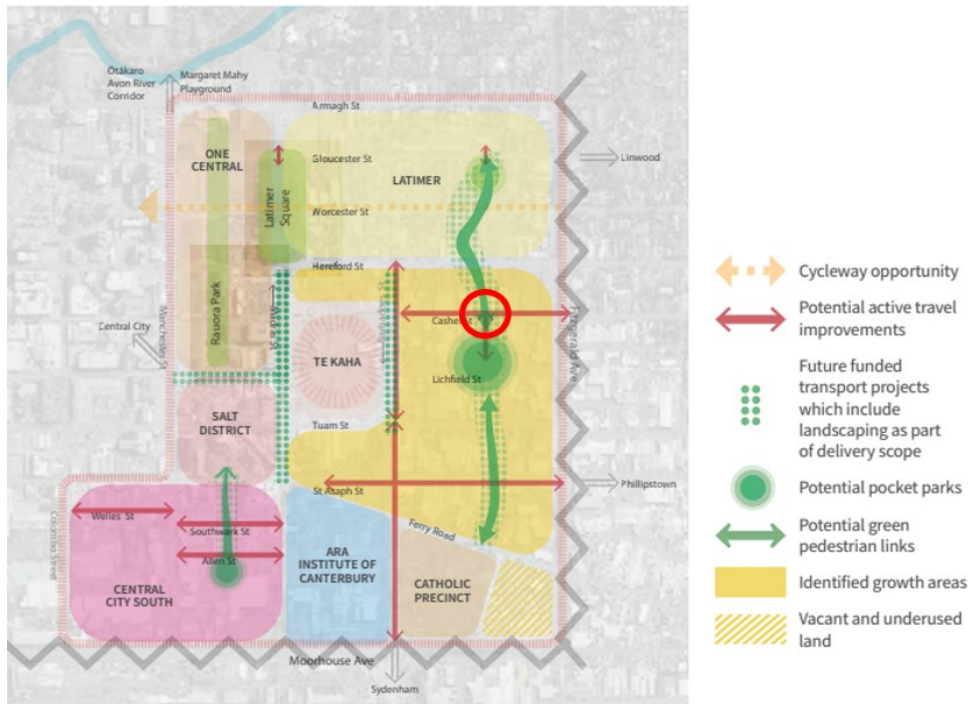 Ōtākaro
Avon River
Corridor
Margaret Mahy
Playground
Armagh St
ONE
CENTRAL
Gloucester St
LATIMER
Linwood
Latimer
Square
Worcester St
Hereford St
Rauora Park
Manchester St
Central City
Cashel St
Fitzgerald Ave
TE KAHA
Lichfield St
SALT
DISTRICT
Tuam St
St Asaph St
Phillipstown
Colombo Street
Welles St
Southwark St
Allen St
Ferry Road
ARA
INSTITUTE OF
CANTERBURY
CATHOLIC
PRECINCT
CENTRAL
CITY SOUTH
Moorhouse Ave
Sydenham
Cycleway opportunity
Potential active travel
improvements
Future funded
transport projects
which include
landscaping as part
of delivery scope
Potential pocket parks
Potential green
pedestrian links
Identified growth areas
Vacant and underused
land